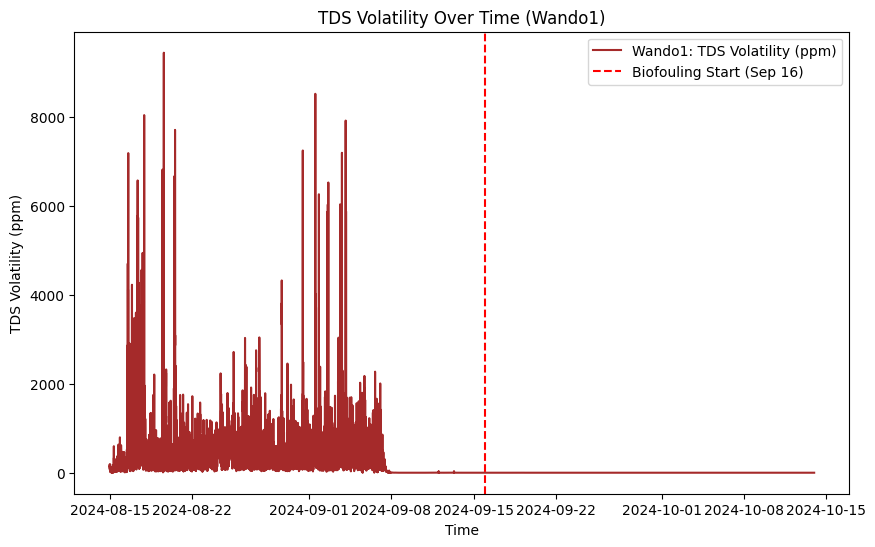 TDS Volatility Over Time (Wando1)
Wando1: TDS Volatility (ppm)
Biofouling Start (Sep 16)
TDS Volatility (ppm)
8000
6000
4000
2000
0
2024-08-15 2024-08-22 2024-09-01 2024-09-08 2024-09-15 2024-09-22 2024-10-01 2024-10-08 2024-10-15
Time